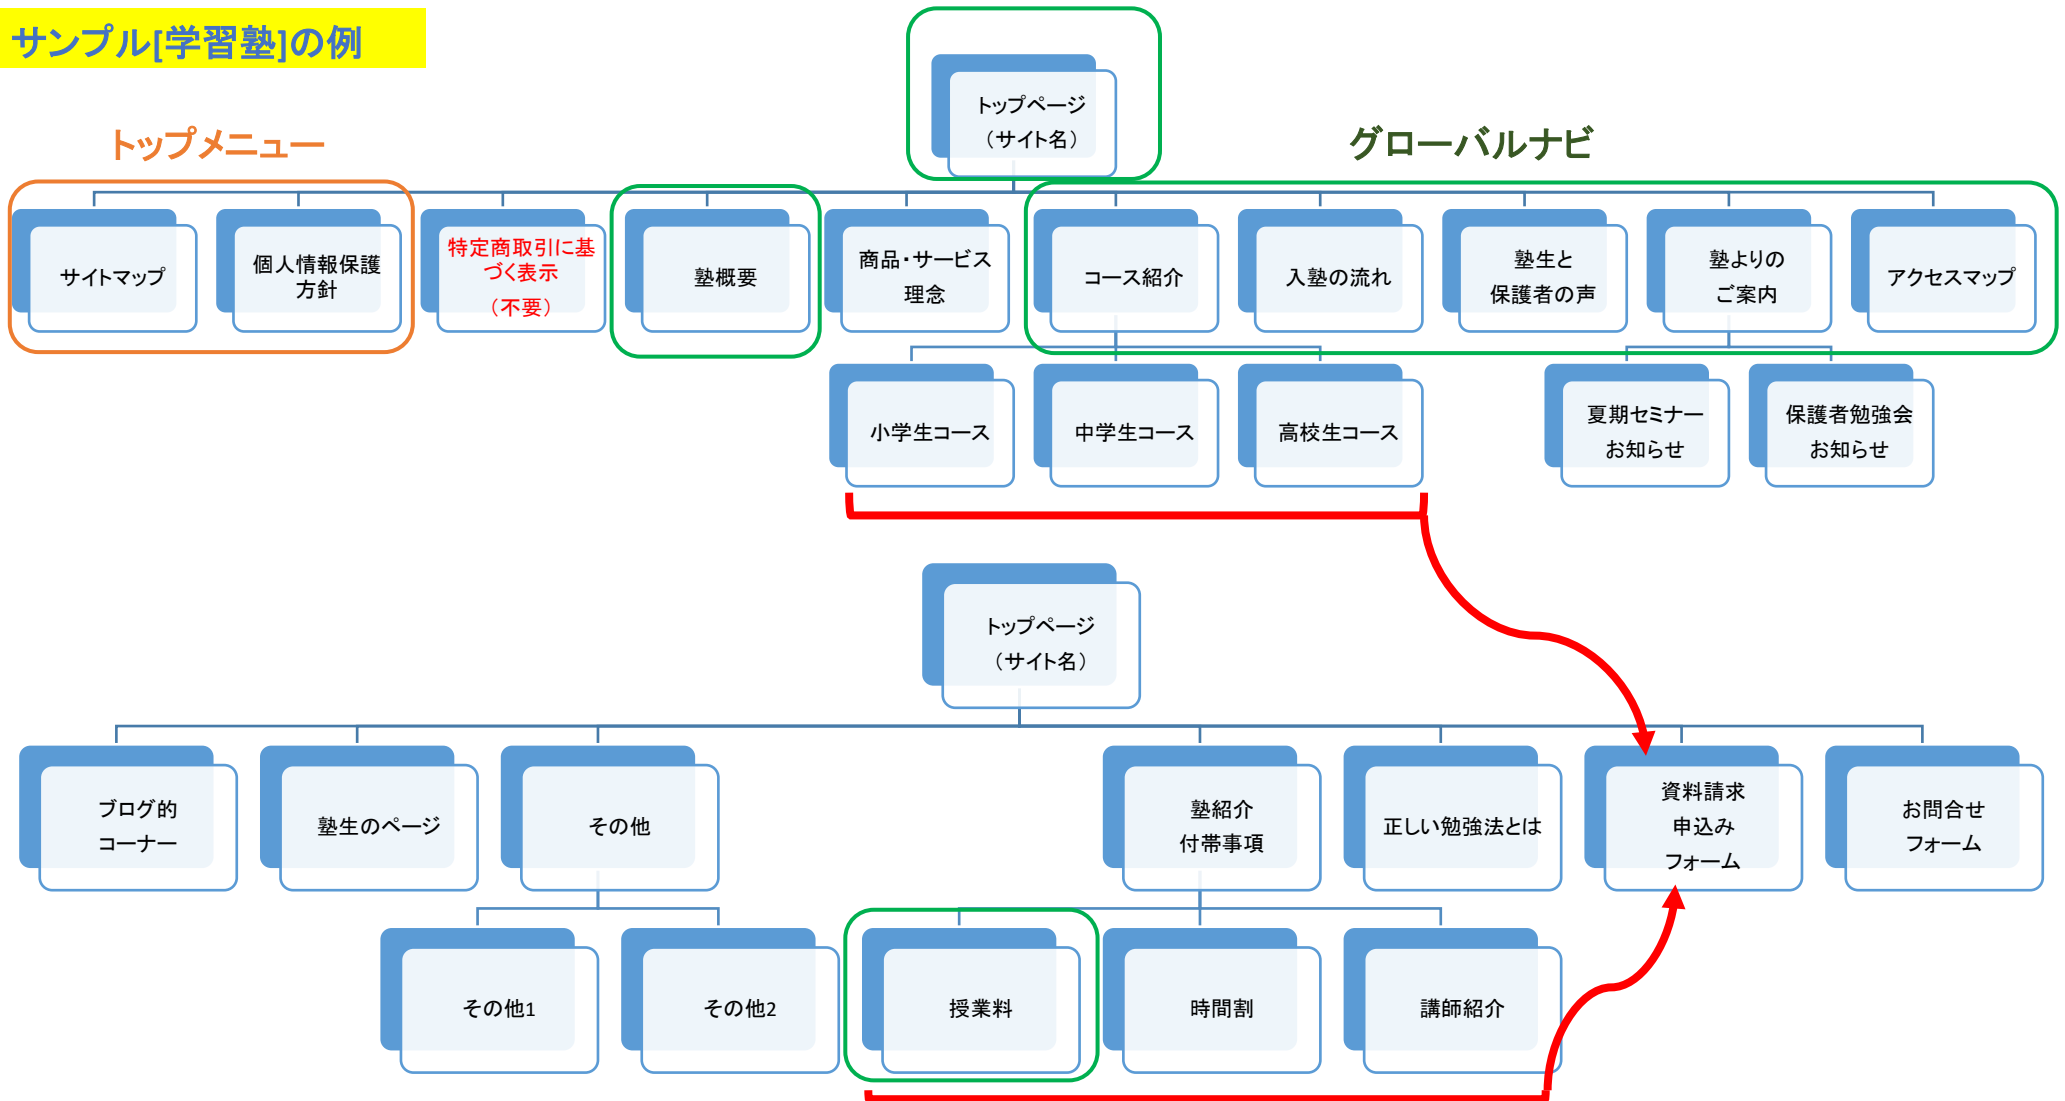 サンプル[学習塾]の例
トップページ
（サイト名）
トップメニュー
グローバルナビ
サイトマップ
個人情報保護
方針
特定商取引に基
づく表示
（不要）
塾概要
商品・サービス
理念
コース紹介
入塾の流れ
塾生と
保護者の声
塾よりの
ご案内
アクセスマップ
小学生コース
中学生コース
高校生コース
夏期セミナー
お知らせ
保護者勉強会
お知らせ
トップページ
（サイト名）
ブログ的
コーナー
塾生のページ
その他
塾紹介
付帯事項
正しい勉強法とは
資料請求
申込み
フォーム
お問合せ
フォーム
その他1
その他2
授業料
時間割
講師紹介